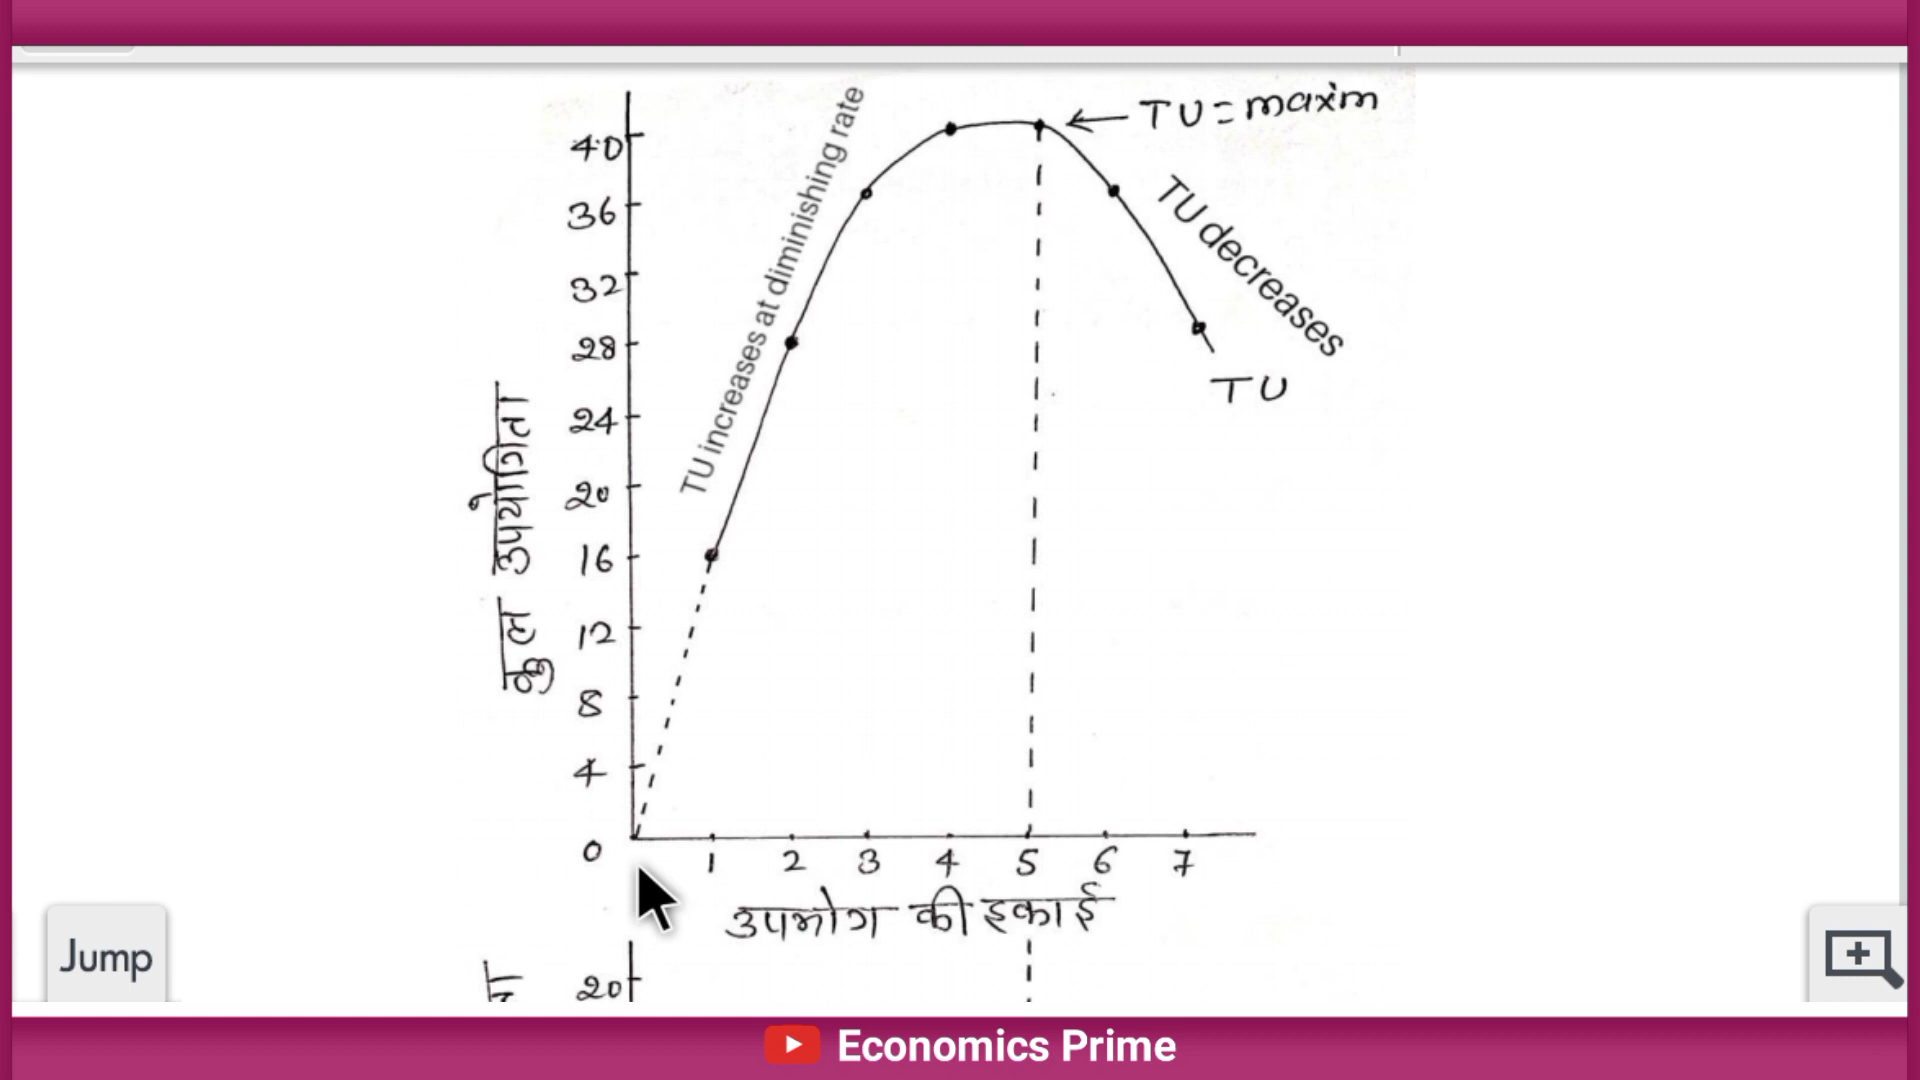 TU = maxim
40
36
32
28
24
20
16
12
8
4
0
TU increases at diminishing rate
TU decreases
TU
कुल उपयोगिता
1 2 3 4 5 6 7
उपभोग की इकाई
20
Jump
Economics Prime